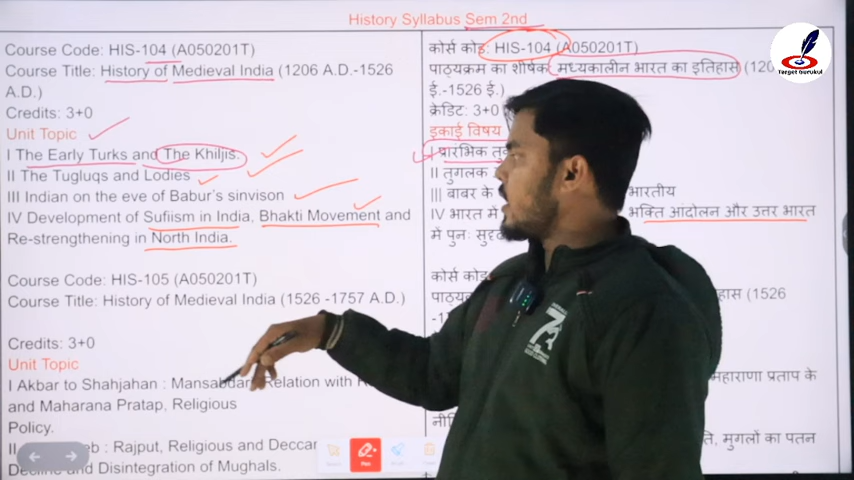 History Syllabus Sem 2nd
Course Code: HIS-104 (A050201T)
Course Title: History of Medieval India (1206 A.D.-1526
A.D.)
Credits: 3+0
Unit Topic
I The Early Turks and The Khiljis.
II The Tugluqs and Lodies
III Indian on the eve of Babur's sinvison
IV Development of Sufiism in India, Bhakti Movement and
Re-strengthening in North India.
Course Code: HIS-105 (A050201T)
Course Title: History of Medieval India (1526 -1757 A.D.)
Credits: 3+0
Unit Topic
I Akbar to Shahjahan : Relation with
and Maharana Pratap, Religious
Policy.
II : Rajput, Religious and Deccan
Decline and Disintegration of Mughals.
कोर्स कोड: HIS-104 (A050201T)
पाठ्यक्रम का शीर्षक: मध्यकालीन भारत का इतिहास
ई.-1526 ई.)
क्रेडिट: 3+0
इकाई विषय
I प्रारंभिक
II तुगलक
III बाबर के भारतीय
IV भारत में भक्ति आंदोलन और उत्तर भारत
में पुनः
कोर्स
(1526
महाराणा प्रताप के
मुगलों का पतन
Target Gurukul
Pen